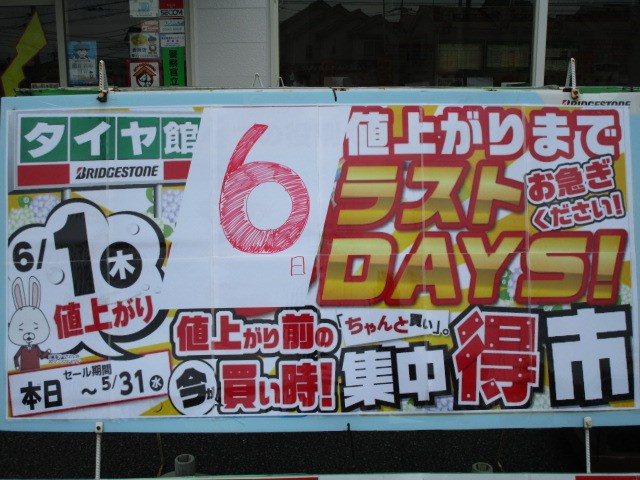 SECOM
BRIDGESTONE
タイヤ館
BRIDGESTONE
6日
値上がりまで
ラスト
DAYS!
お急ぎ
ください!
6/1木
値上がり
セール期間
本日～5/31水
値上がり前の
今が買い時!
「ちゃんと買い」。
集中得市